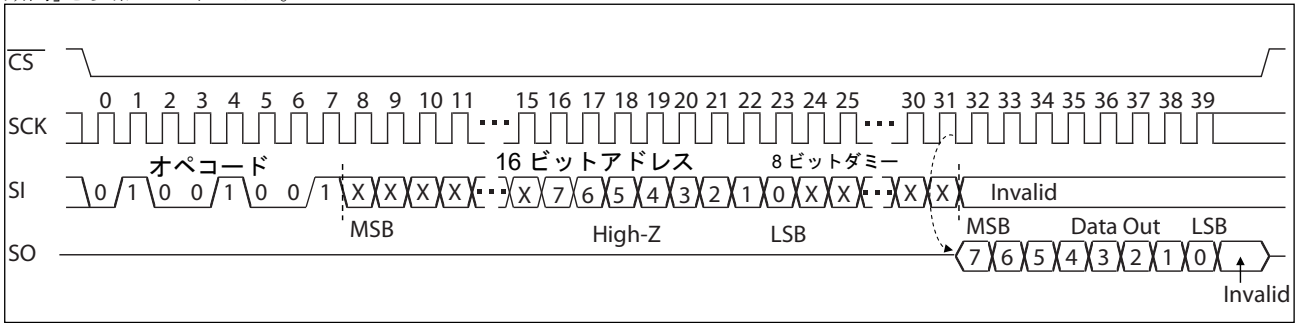 CS
0 1 2 3 4 5 6 7 8 9 10 11 15 16 17 18 19 20 21 22 23 24 25 30 31 32 33 34 35 36 37 38 39
SCK
オペコード 16 ビットアドレス 8 ビットダミー
SI 0 1 0 0 1 0 0 1 X X X X X 7 6 5 4 3 2 1 0 X X X X Invalid
MSB High-Z LSB MSB Data Out LSB
SO 7 6 5 4 3 2 1 0
Invalid